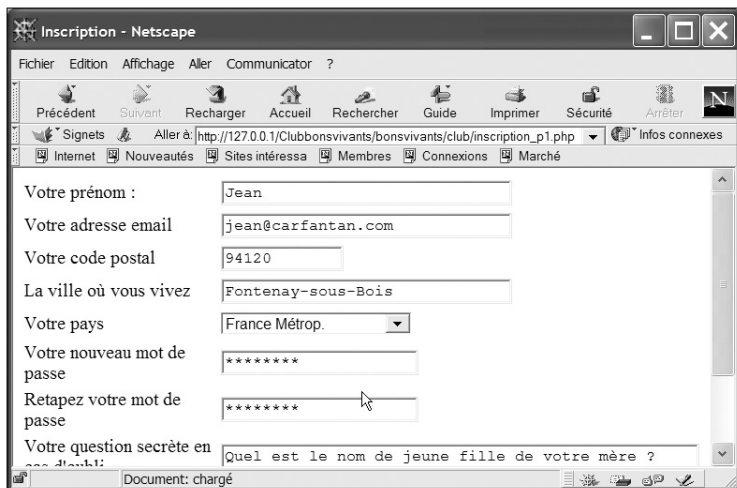 Inscription - Netscape
Fichier Edition Affichage Aller Communicator ?
Précédent Suivant Recharger Accueil Rechercher Guide Imprimer Sécurité Arrêter N
Signets Aller à: http://127.0.0.1/Clubbonsvivants/bonsvivants/club/inscription_p1.php Infos connexes
Internet Nouveautés Sites intéressa Membres Connexions Marché
Votre prénom : Jean
Votre adresse email jean@carfantan.com
Votre code postal 94120
La ville où vous vivez Fontenay-sous-Bois
Votre pays France Métrop.
Votre nouveau mot de
passe ********
Retapez votre mot de
passe ********
Votre question secrète en
cas d'oubli Quel est le nom de jeune fille de votre mère ?
Document: chargé